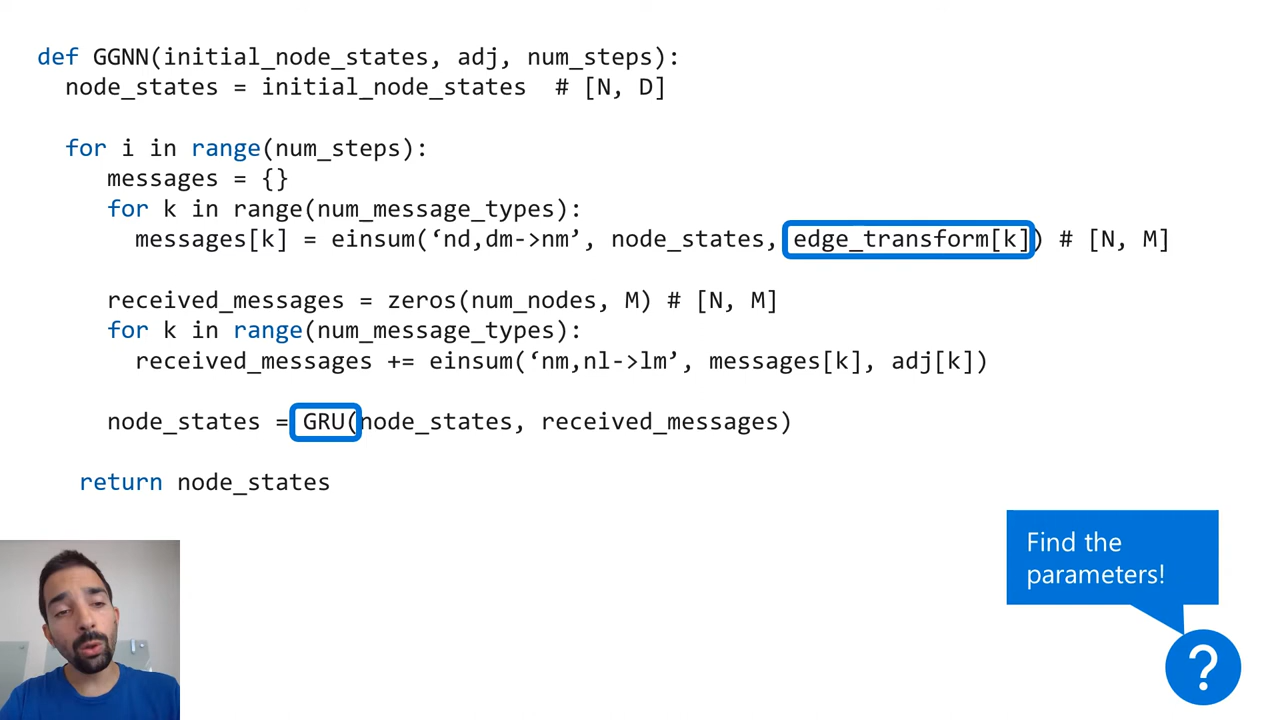 def GGNN(initial_node_states, adj, num_steps):
node_states = initial_node_states # [N, D]
for i in range(num_steps):
messages = {}
for k in range(num_message_types):
messages[k] = einsum(‘nd,dm->nm’, node_states, edge_transform[k]) # [N, M]
received_messages = zeros(num_nodes, M) # [N, M]
for k in range(num_message_types):
received_messages += einsum(‘nm,nl->lm’, messages[k], adj[k])
node_states = GRU(node_states, received_messages)
return node_states
Find the
parameters!
?